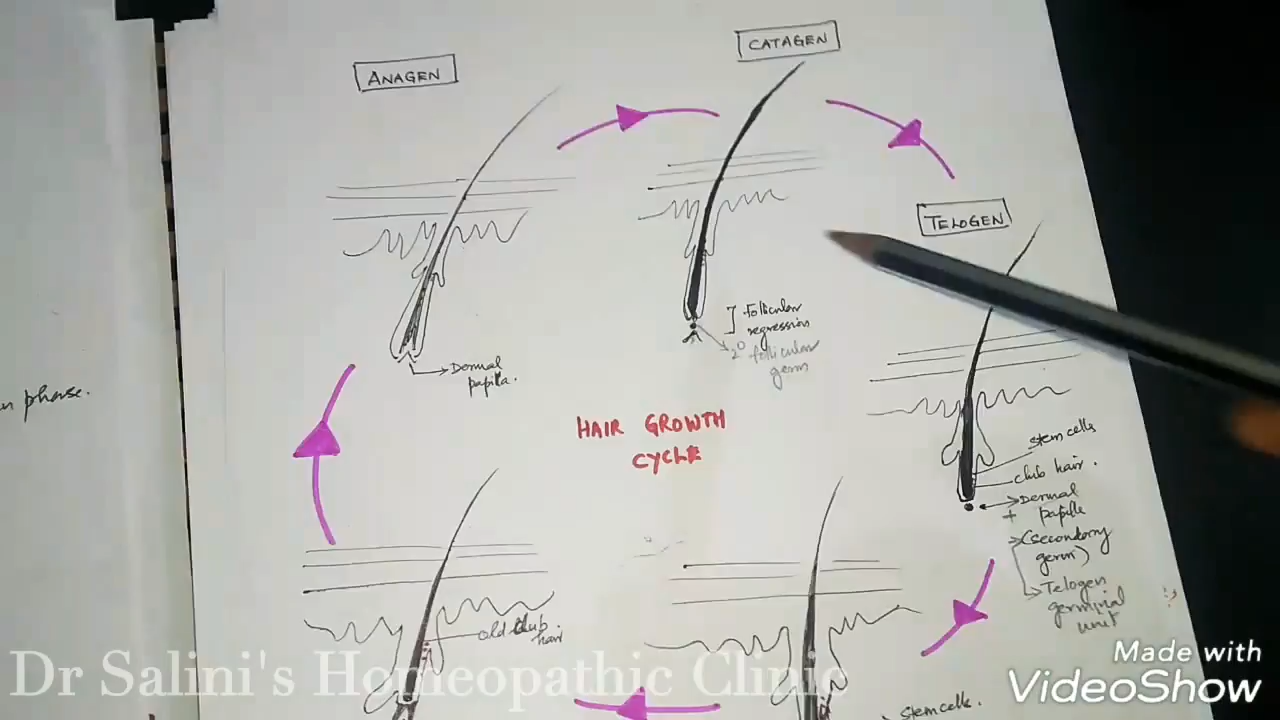 CATAGEN
ANAGEN
TELOGEN
] follicular
regression
2° follicular
germ
Dermal
papilla.
n phase.
HAIR GROWTH
CYCLE
stem cells
club hair.
Dermal
+ papilla
(secondary
germ)
Telogen
germinal
unit
old club
hair
stem cells.
Dr Salini's Homeopathic Clinic
Made with
VideoShow